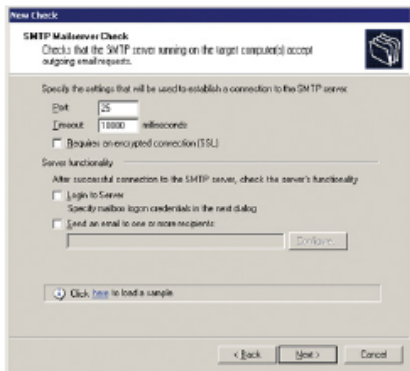 New Check
SMTP Mailserver Check
Checks that the SMTP server running on the target computer(s) accept
outgoing email requests.
Specify the settings that will be used to establish a connection to the SMTP server
Port 25
Timeout 10000 milliseconds
Requires an encrypted connection (SSL)
Server functionality
After successful connection to the SMTP server, check the server's functionality
Login to Server
Specify mailbox logon credentials in the next dialog
Send an email to one or more recipients
Configure...
Click here to load a sample.
< Back Next > Cancel